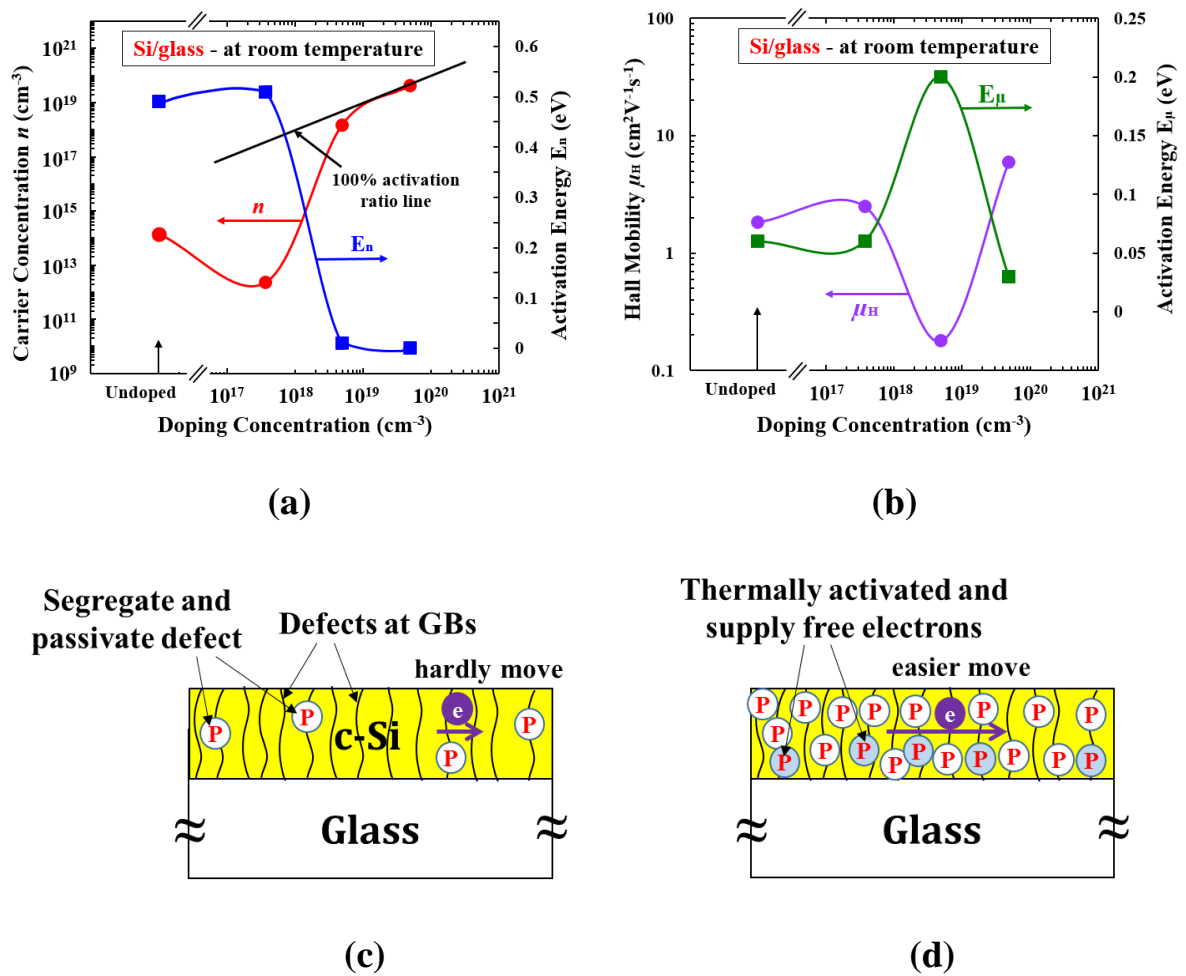 Si/glass - at room temperature
Carrier Concentration n (cm⁻³)
10²¹
10¹⁹
10¹⁷
10¹⁵
10¹³
10¹¹
10⁹
0.6
0.5
0.4
0.3
0.2
0.1
0
Activation Energy Eₙ (eV)
100% activation
ratio line
n
Eₙ
Undoped
10¹⁷
10¹⁸
10¹⁹
10²⁰
10²¹
Doping Concentration (cm⁻³)
(a)
Si/glass - at room temperature
Hall Mobility μH (cm²V⁻¹s⁻¹)
100
10
1
0.1
0.25
0.2
0.15
0.1
0.05
0
Activation Energy Eμ (eV)
Eμ
μH
Undoped
10¹⁷
10¹⁸
10¹⁹
10²⁰
10²¹
Doping Concentration (cm⁻³)
(b)
Segregate and
passivate defect
Defects at GBs
hardly move
P
P
e
P
P
c-Si
Glass
(c)
Thermally activated and
supply free electrons
easier move
P
P
P
P
P
e
P
P
P
P
P
P
P
P
P
P
P
P
P
Glass
(d)